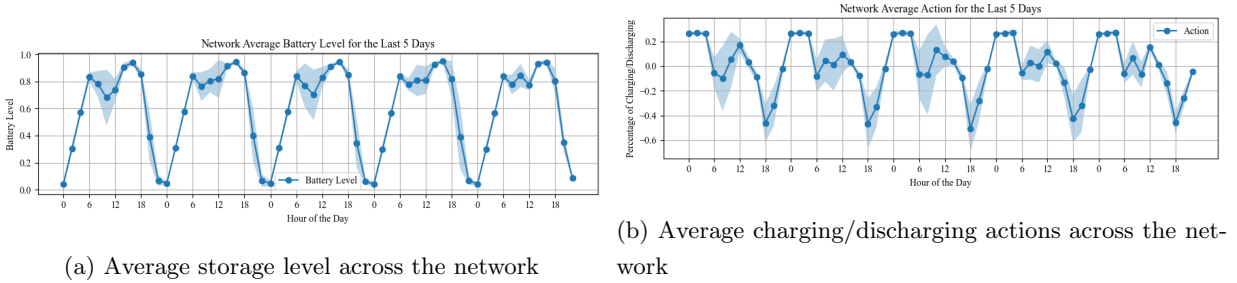 Network Average Battery Level for the Last 5 Days
Battery Level
1.0
0.8
0.6
0.4
0.2
0.0
Battery Level
0 6 12 18 0 6 12 18 0 6 12 18 0 6 12 18 0 6 12 18
Hour of the Day
(a) Average storage level across the network
Network Average Action for the Last 5 Days
Percentage of Charging/Discharging
0.2
0.0
−0.2
−0.4
−0.6
Action
0 6 12 18 0 6 12 18 0 6 12 18 0 6 12 18 0 6 12 18
Hour of the Day
(b) Average charging/discharging actions across the net-
work